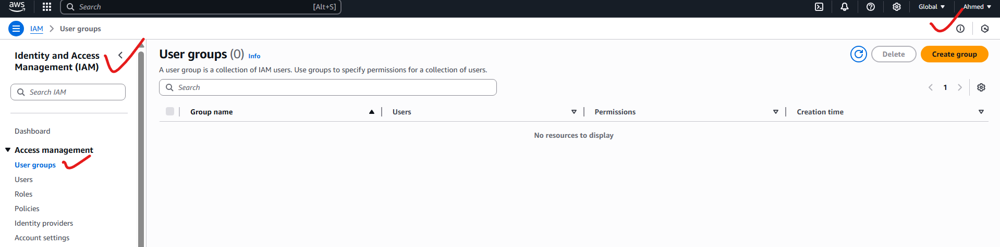 aws
Search [Alt+S] Global Ahmed
IAM User groups
Identity and Access
Management (IAM)
Search IAM
Dashboard
Access management
User groups
Users
Roles
Policies
Identity providers
Account settings
User groups (0) Info
Delete
Create group
A user group is a collection of IAM users. Use groups to specify permissions for a collection of users.
Search
1
Group name Users Permissions Creation time
No resources to display